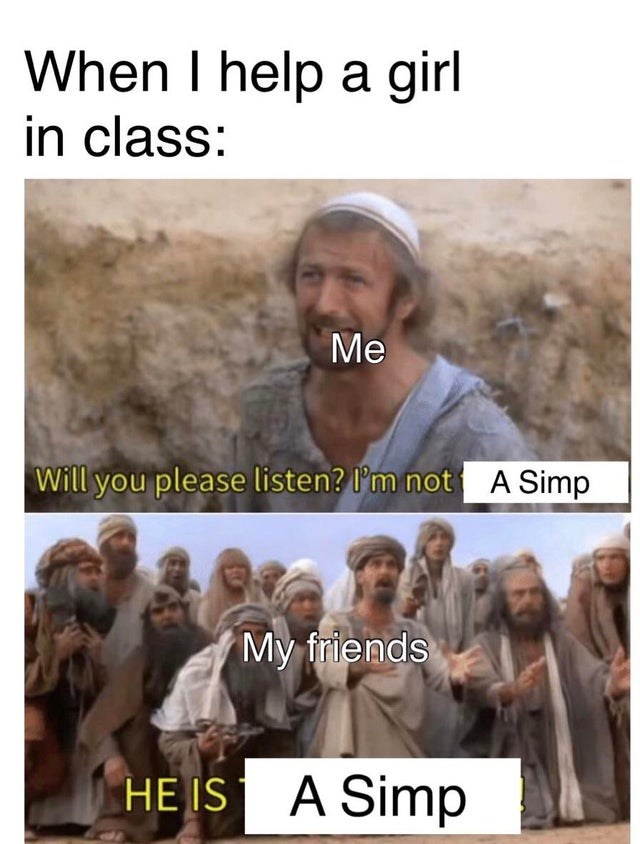 When I help a girl
in class:
Me
Will you please listen? I'm not A Simp
My friends
HE IS A Simp !